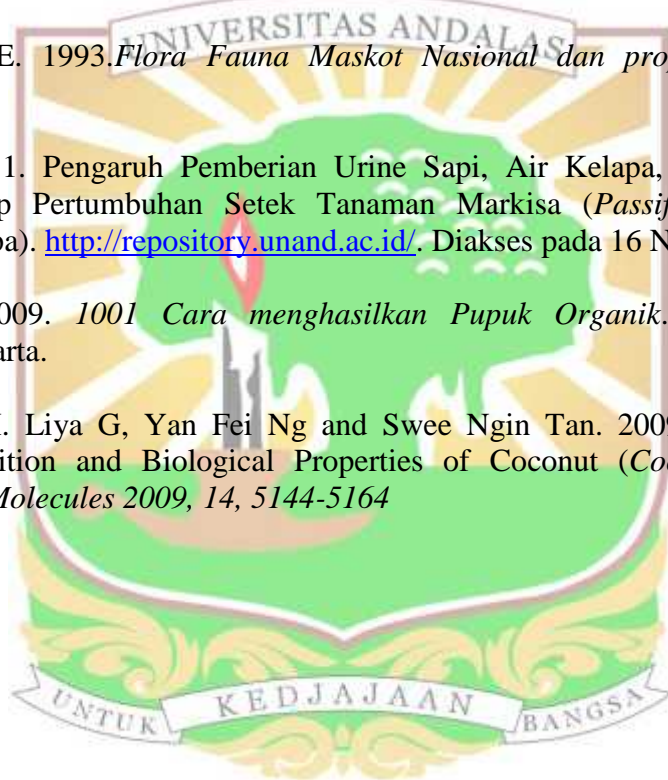 UNIVERSITAS ANDALAS
E. 1993.Flora Fauna Maskot Nasional dan
1. Pengaruh Pemberian Urine Sapi, Air Kelapa,
p Pertumbuhan Setek Tanaman Markisa (Passif
pa). http://repository.unand.ac.id/. Diakses pada 16 N
009. 1001 Cara menghasilkan Pupuk Organik.
arta.
. Liya G, Yan Fei Ng and Swee Ngin Tan. 2009
ition and Biological Properties of Coconut (Coc
Molecules 2009, 14, 5144-5164
UNTUK KEDJAJAAN BANGSA